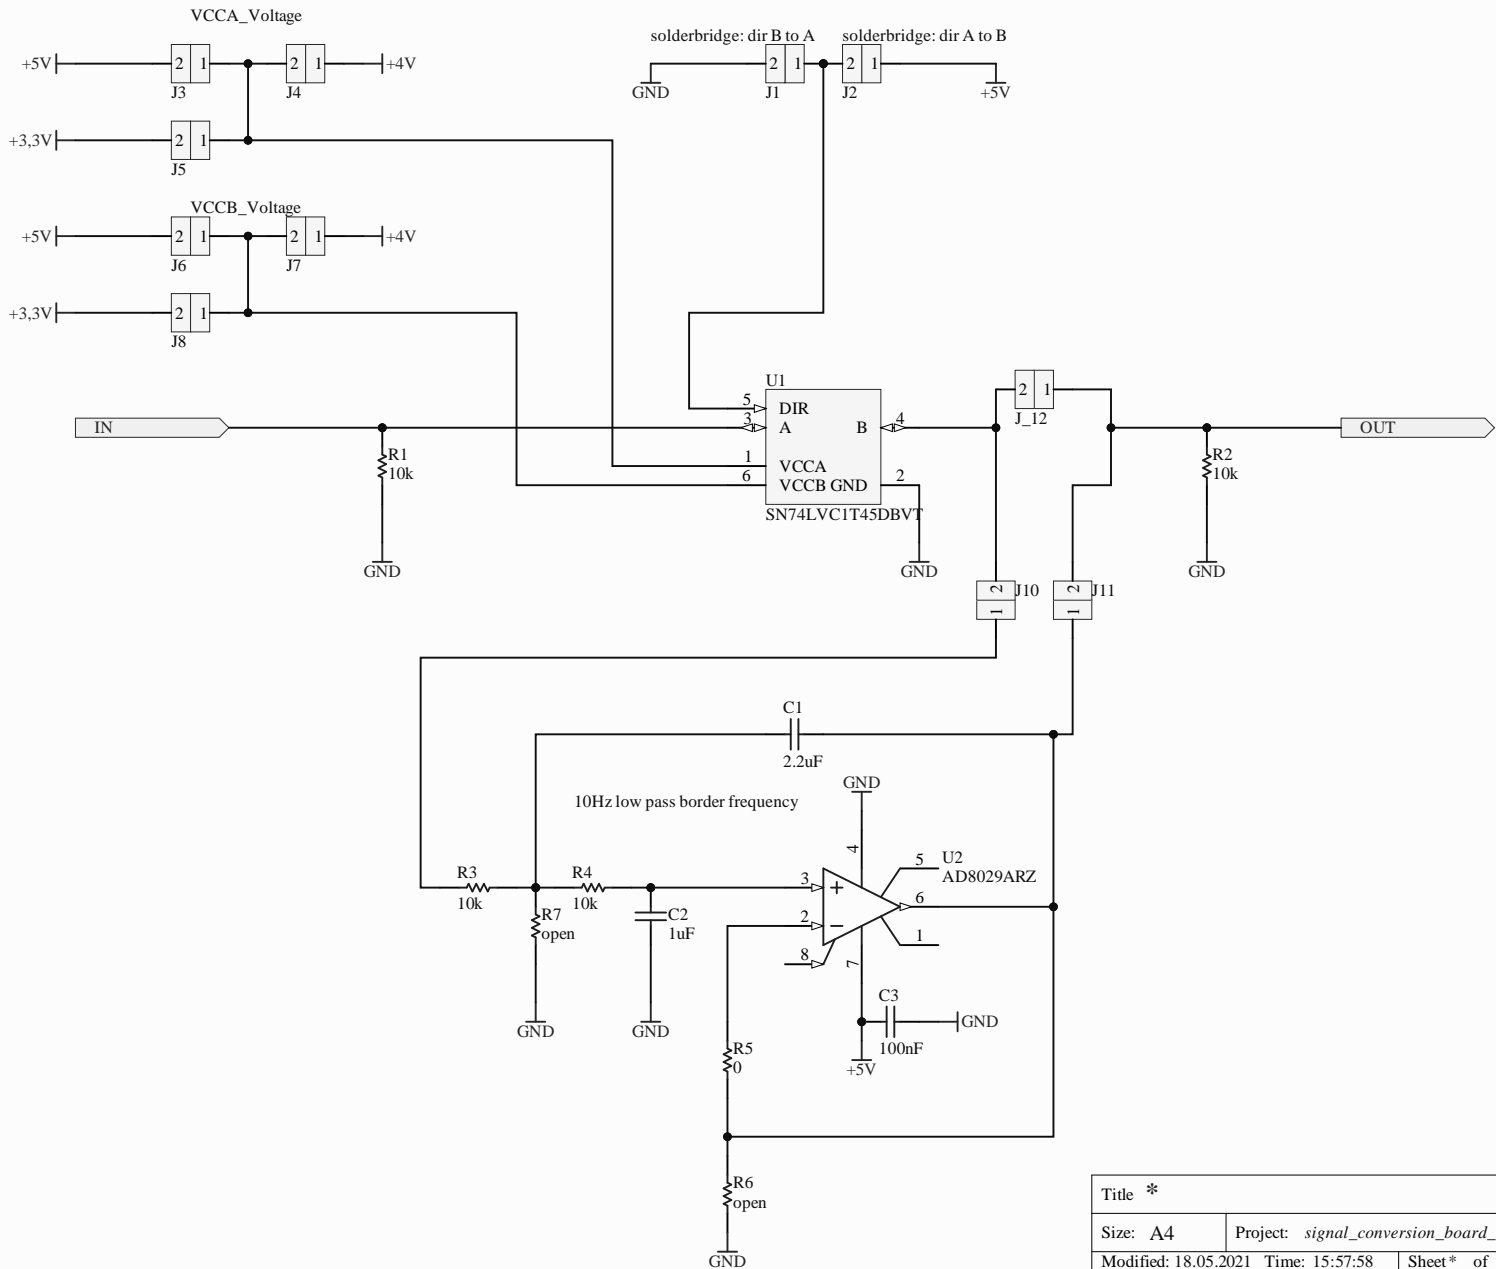 VCCA_Voltage
solderbridge: dir B to A
solderbridge: dir A to B
+5V
2 1
J3
2 1
J4
+4V
GND
2 1
J1
2 1
J2
+5V
+3,3V
2 1
J5
VCCB_Voltage
+5V
2 1
J6
2 1
J7
+4V
+3,3V
2 1
J8
U1
5 DIR
3 A
B 4
1 VCCA
6 VCCB
GND 2
SN74LVC1T45DBVT
2 1
J_12
IN
OUT
R1
10k
R2
10k
GND
GND
GND
2
1
J10
2
1
J11
C1
2.2uF
10Hz low pass border frequency
GND
4
5
U2
AD8029ARZ
R3
10k
R4
10k
R7
open
C2
1uF
3
+
2
−
6
8
1
7
GND
GND
C3
100nF
GND
+5V
R5
0
R6
open
GND
Title *
Size: A4
Project: signal_conversion_board_
Modified: 18.05.2021 Time: 15:57:58
Sheet * of